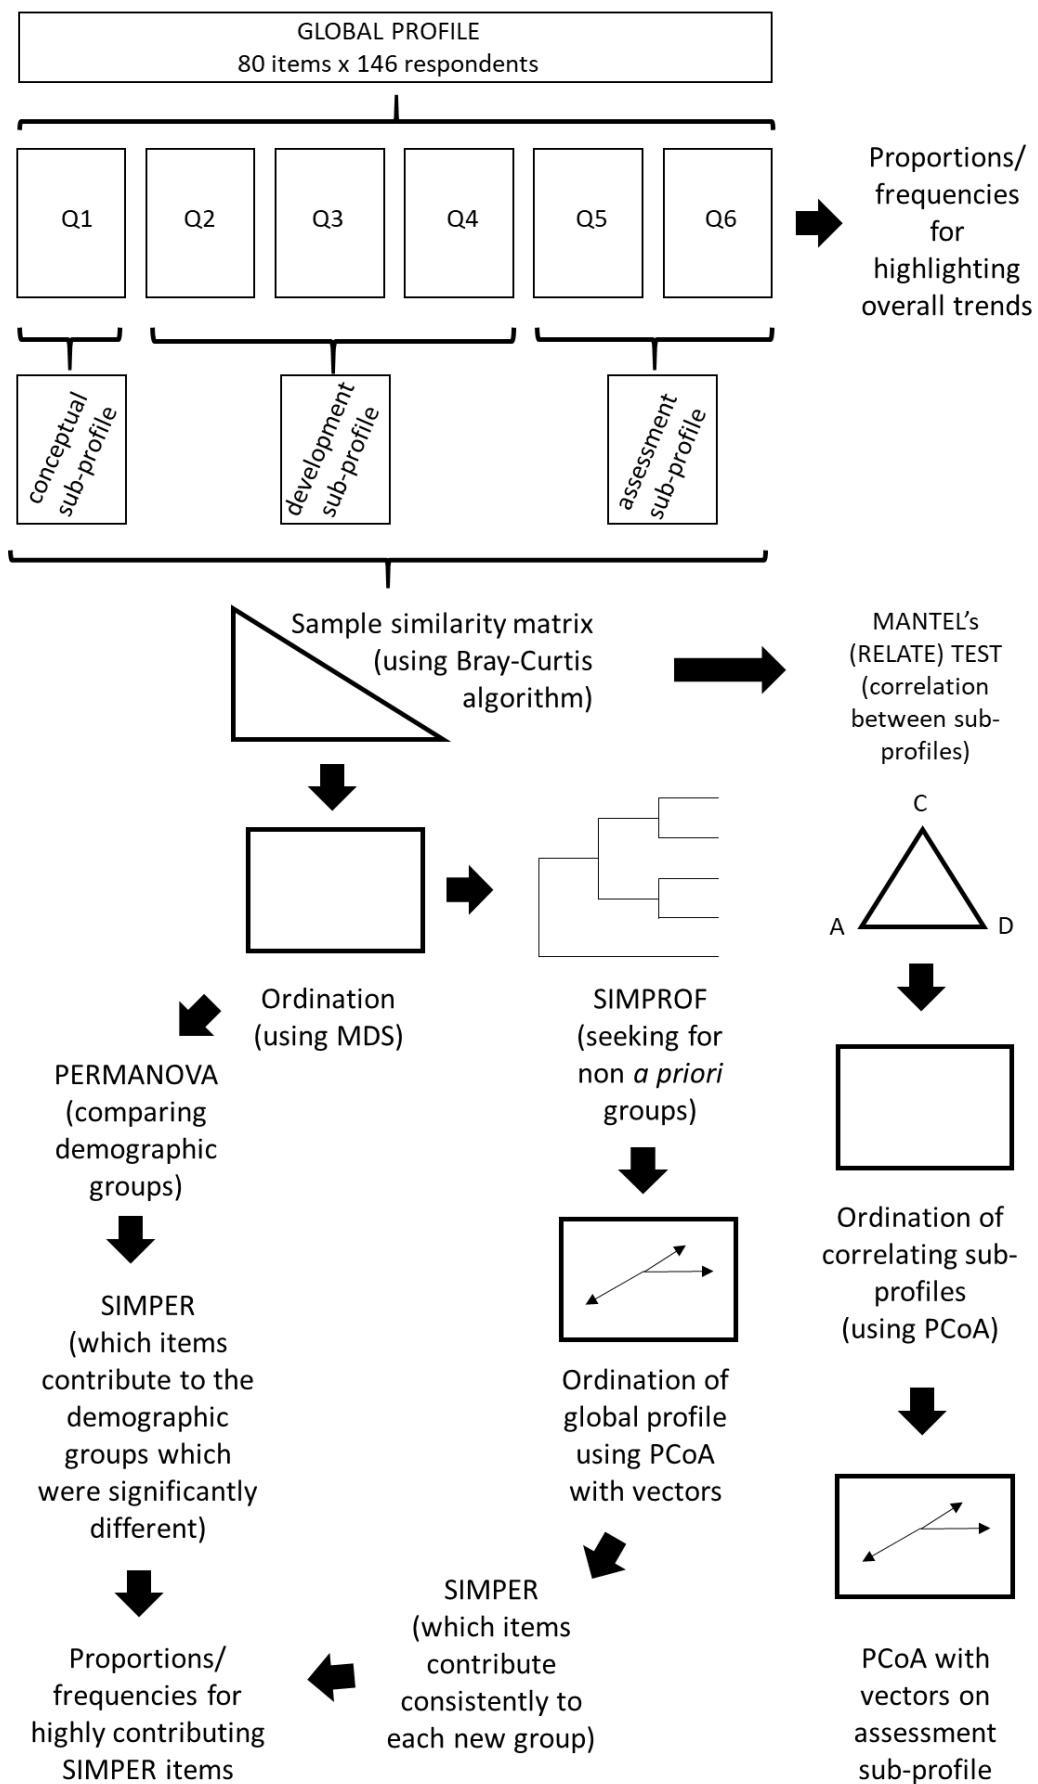 GLOBAL PROFILE
80 items x 146 respondents
Q1
Q2
Q3
Q4
Q5
Q6
Proportions/
frequencies
for
highlighting
overall trends
conceptual
sub-profile
development
sub-profile
assessment
sub-profile
Sample similarity matrix
(using Bray-Curtis
algorithm)
MANTEL’s
(RELATE) TEST
(correlation
between sub-
profiles)
C
A
D
Ordination
(using MDS)
SIMPROF
(seeking for
non a priori
groups)
PERMANOVA
(comparing
demographic
groups)
Ordination of
correlating sub-
profiles
(using PCoA)
SIMPER
(which items
contribute to the
demographic
groups which
were significantly
different)
Ordination of
global profile
using PCoA
with vectors
SIMPER
(which items
contribute
consistently to
each new group)
Proportions/
frequencies for
highly contributing
SIMPER items
PCoA with
vectors on
assessment
sub-profile